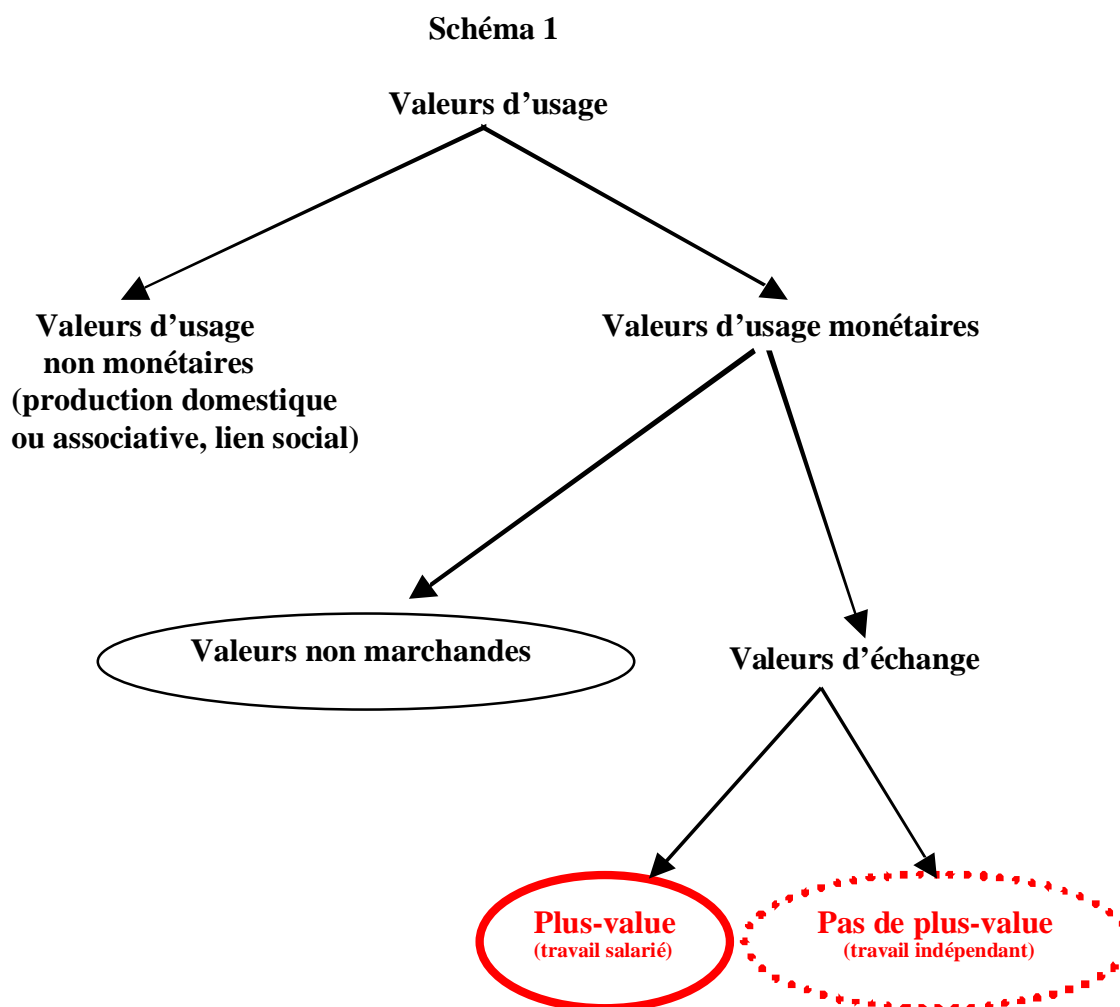 Schéma 1
Valeurs d’usage
Valeurs d’usage
non monétaires
(production domestique
ou associative, lien social)
Valeurs d’usage monétaires
Valeurs non marchandes
Valeurs d’échange
Plus-value
(travail salarié)
Pas de plus-value
(travail indépendant)